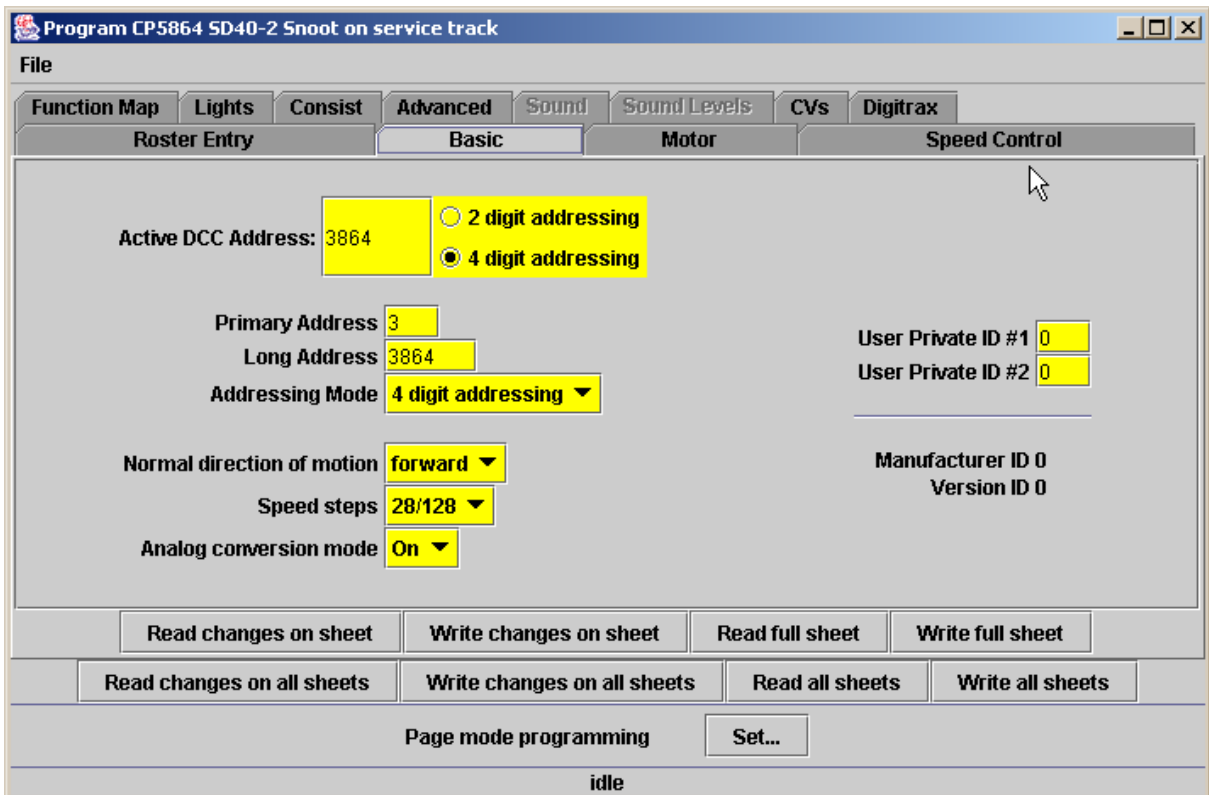 Program CP5864 SD40-2 Snoot on service track
File
Function Map Lights Consist Advanced Sound Sound Levels CVs Digitrax
Roster Entry Basic Motor Speed Control
2 digit addressing
Active DCC Address: 3864
4 digit addressing
Primary Address 3
Long Address 3864
Addressing Mode 4 digit addressing
User Private ID #1 0
User Private ID #2 0
Normal direction of motion forward
Speed steps 28/128
Analog conversion mode On
Manufacturer ID 0
Version ID 0
Read changes on sheet Write changes on sheet Read full sheet Write full sheet
Read changes on all sheets Write changes on all sheets Read all sheets Write all sheets
Page mode programming Set...
idle